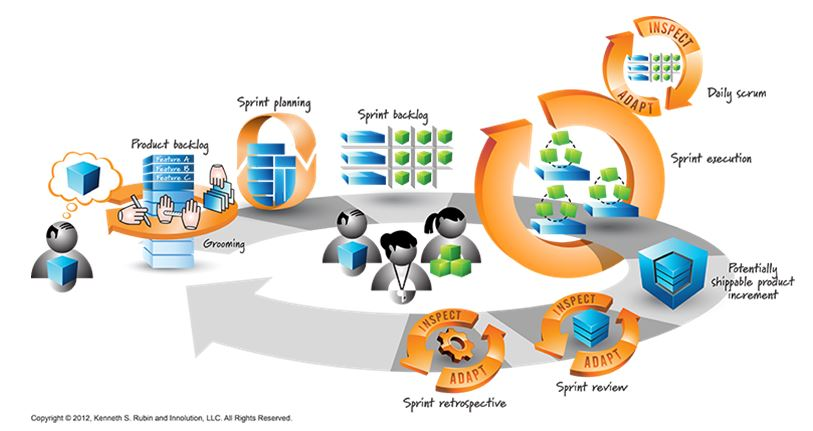 INSPECT
ADAPT
Daily scrum
Sprint planning
Sprint backlog
Product backlog
Feature A
Feature B
Feature C
Grooming
Sprint execution
Potentially
shippable product
increment
INSPECT
ADAPT
Sprint review
INSPECT
ADAPT
Sprint retrospective
Copyright © 2012, Kenneth S. Rubin and Innolution, LLC. All Rights Reserved.